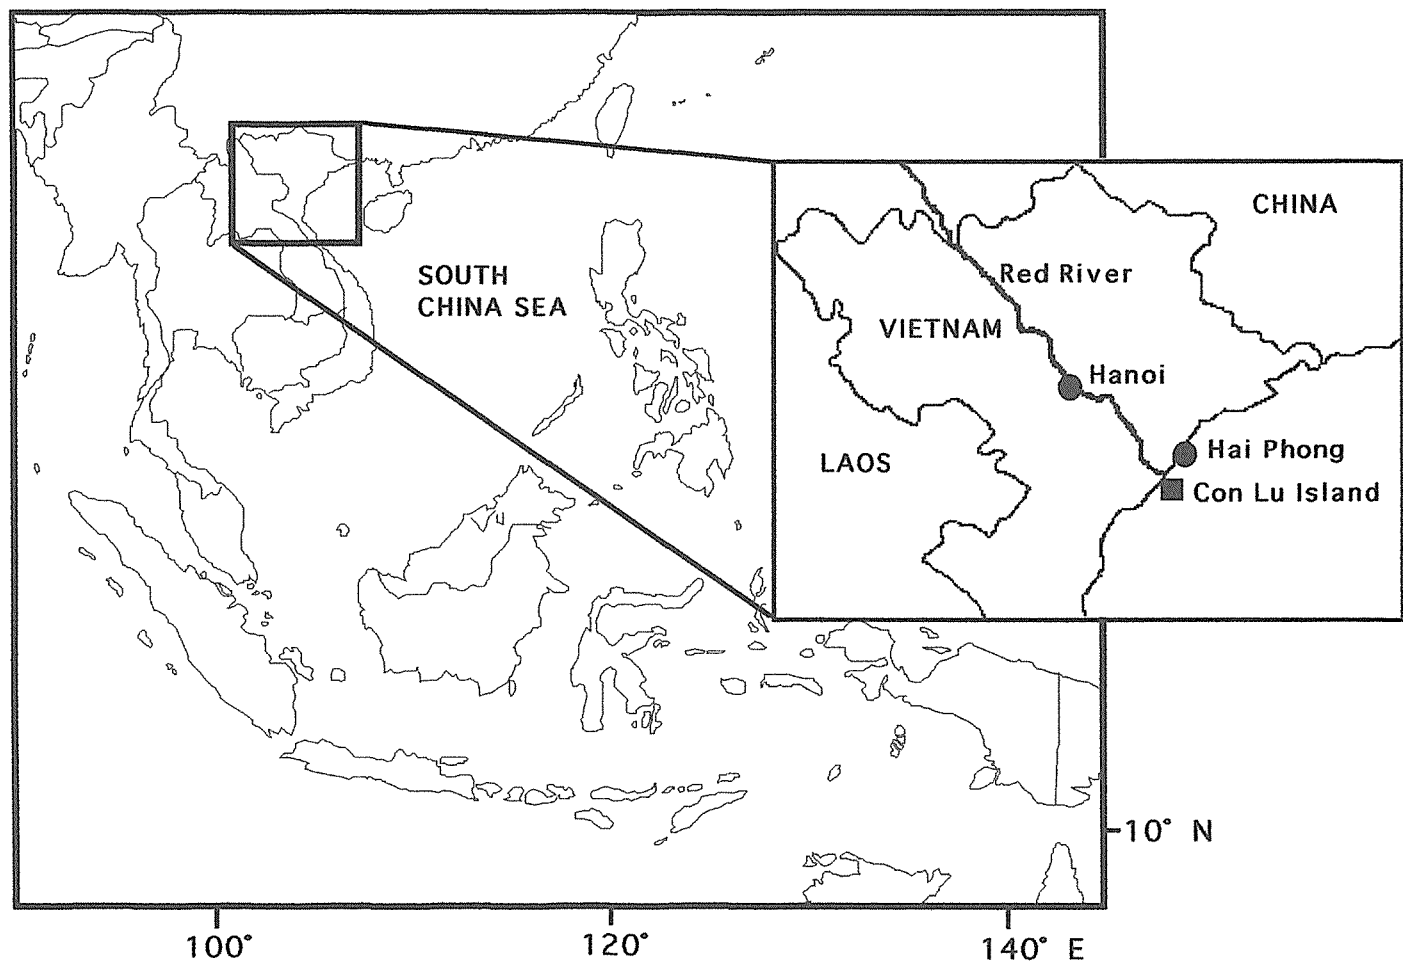 CHINA
Red River
SOUTH
CHINA SEA
VIETNAM
Hanoi
Hai Phong
LAOS
Con Lu Island
10° N
100°
120°
140° E